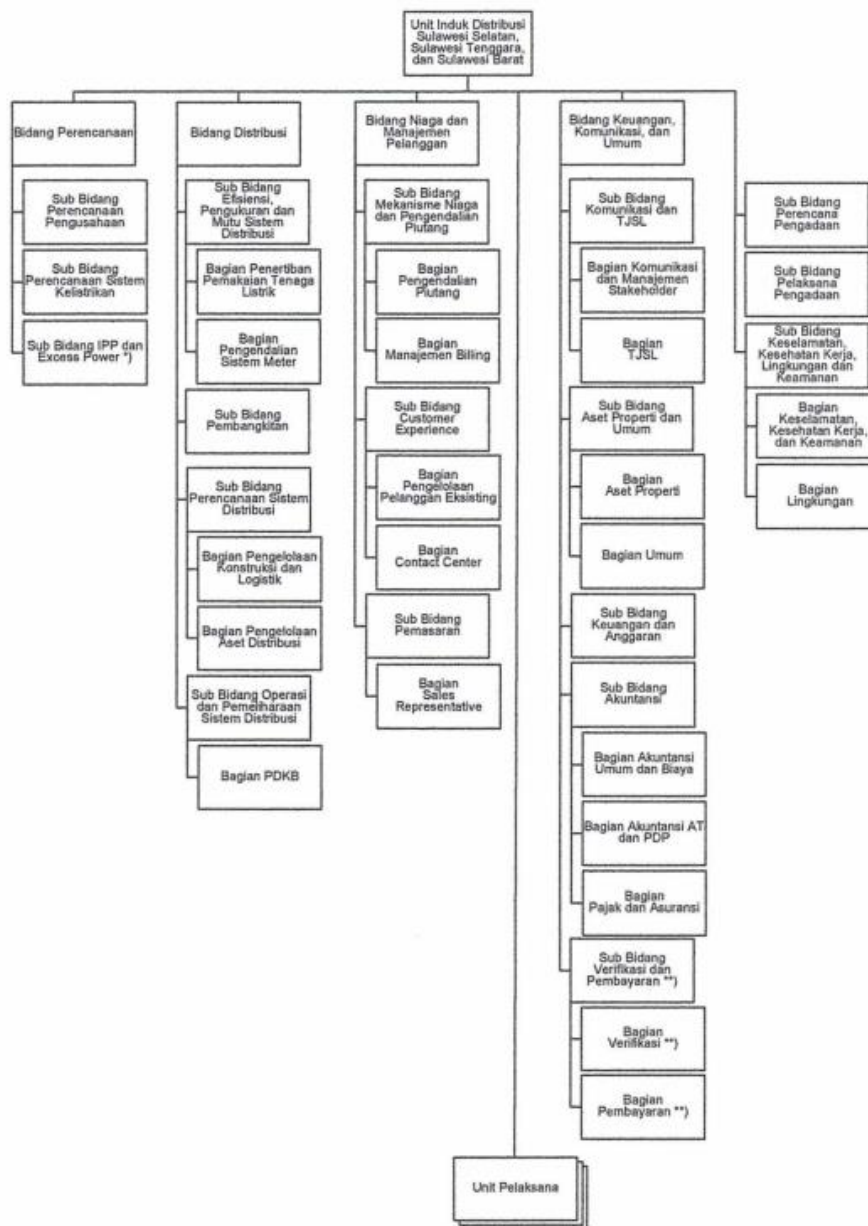 Unit Induk Distribusi
Sulawesi Selatan,
Sulawesi Tenggara,
dan Sulawesi Barat
Bidang Perencanaan
Sub Bidang
Perencanaan
Pengusahaan
Sub Bidang
Perencanaan Sistem
Kelistrikan
Sub Bidang IPP dan
Excess Power *)
Bidang Distribusi
Sub Bidang
Efisiensi,
Pengukuran dan
Mutu Sistem
Distribusi
Bagian Penertiban
Pemakaian Tenaga
Listrik
Bagian
Pengendalian
Sistem Meter
Sub Bidang
Pembangkitan
Sub Bidang
Perencanaan Sistem
Distribusi
Bagian Pengelolaan
Konstruksi dan
Logistik
Bagian Pengelolaan
Aset Distribusi
Sub Bidang Operasi
dan Pemeliharaan
Sistem Distribusi
Bagian PDKB
Bidang Niaga dan
Manajemen
Pelanggan
Sub Bidang
Mekanisme Niaga
dan Pengendalian
Piutang
Bagian
Pengendalian
Piutang
Bagian
Manajemen Billing
Sub Bidang
Customer
Experience
Bagian
Pengelolaan
Pelanggan Eksisting
Bagian
Contact Center
Sub Bidang
Pemasaran
Bagian
Sales
Representative
Bidang Keuangan,
Komunikasi, dan
Umum
Sub Bidang
Komunikasi dan
TJSL
Bagian Komunikasi
dan Manajemen
Stakeholder
Bagian
TJSL
Sub Bidang
Aset Properti dan
Umum
Bagian
Aset Properti
Bagian Umum
Sub Bidang
Keuangan dan
Anggaran
Sub Bidang
Akuntansi
Bagian Akuntansi
Umum dan Biaya
Bagian Akuntansi AT
dan PDP
Bagian
Pajak dan Asuransi
Sub Bidang
Verifikasi dan
Pembayaran **)
Bagian
Verifikasi **)
Bagian
Pembayaran **)
Sub Bidang
Perencana
Pengadaan
Sub Bidang
Pelaksana
Pengadaan
Sub Bidang
Keselamatan,
Kesehatan Kerja,
Lingkungan dan
Keamanan
Bagian
Keselamatan,
Kesehatan Kerja,
dan Keamanan
Bagian
Lingkungan
Unit Pelaksana